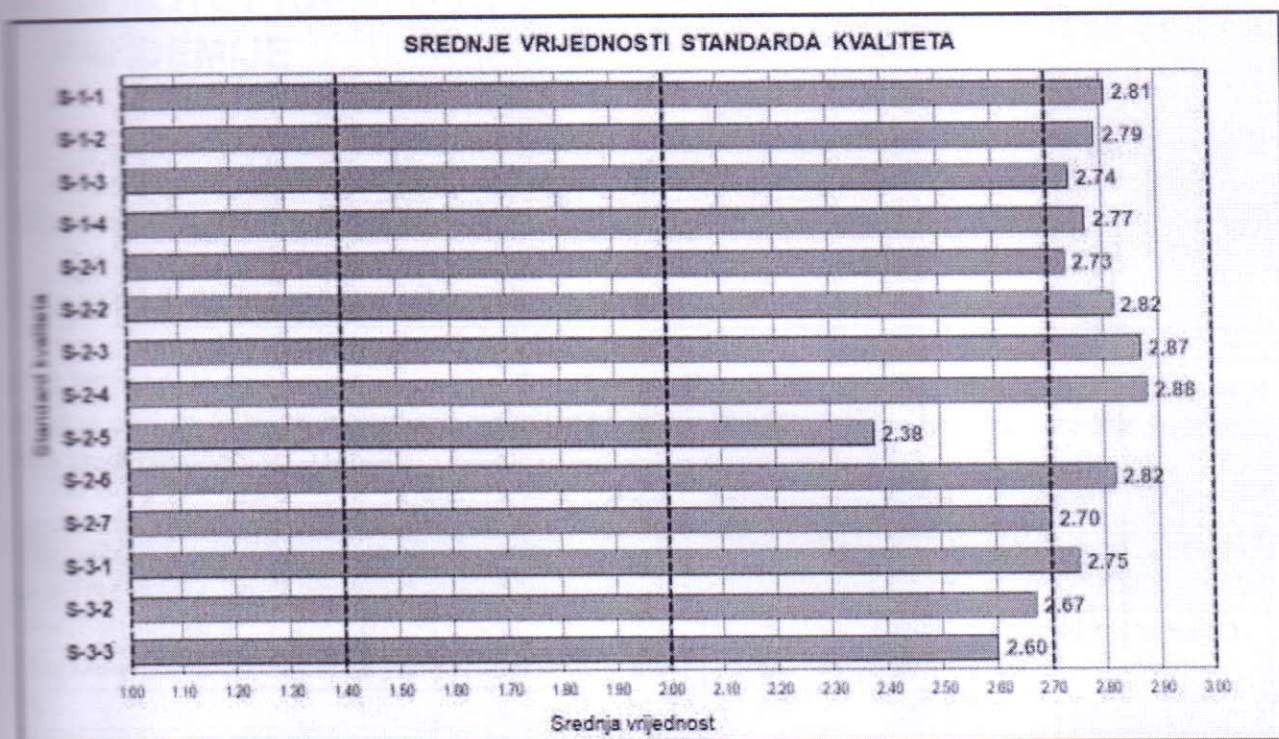 SREDNJE VRIJEDNOSTI STANDARDA KVALITETA
Standard kvaliteta
S-1-1 2.81
S-1-2 2.79
S-1-3 2.74
S-1-4 2.77
S-2-1 2.73
S-2-2 2.82
S-2-3 2.87
S-2-4 2.88
S-2-5 2.38
S-2-6 2.82
S-2-7 2.70
S-3-1 2.75
S-3-2 2.67
S-3-3 2.60
1.00 1.10 1.20 1.30 1.40 1.50 1.60 1.70 1.80 1.90 2.00 2.10 2.20 2.30 2.40 2.50 2.60 2.70 2.80 2.90 3.00
Srednja vrijednost